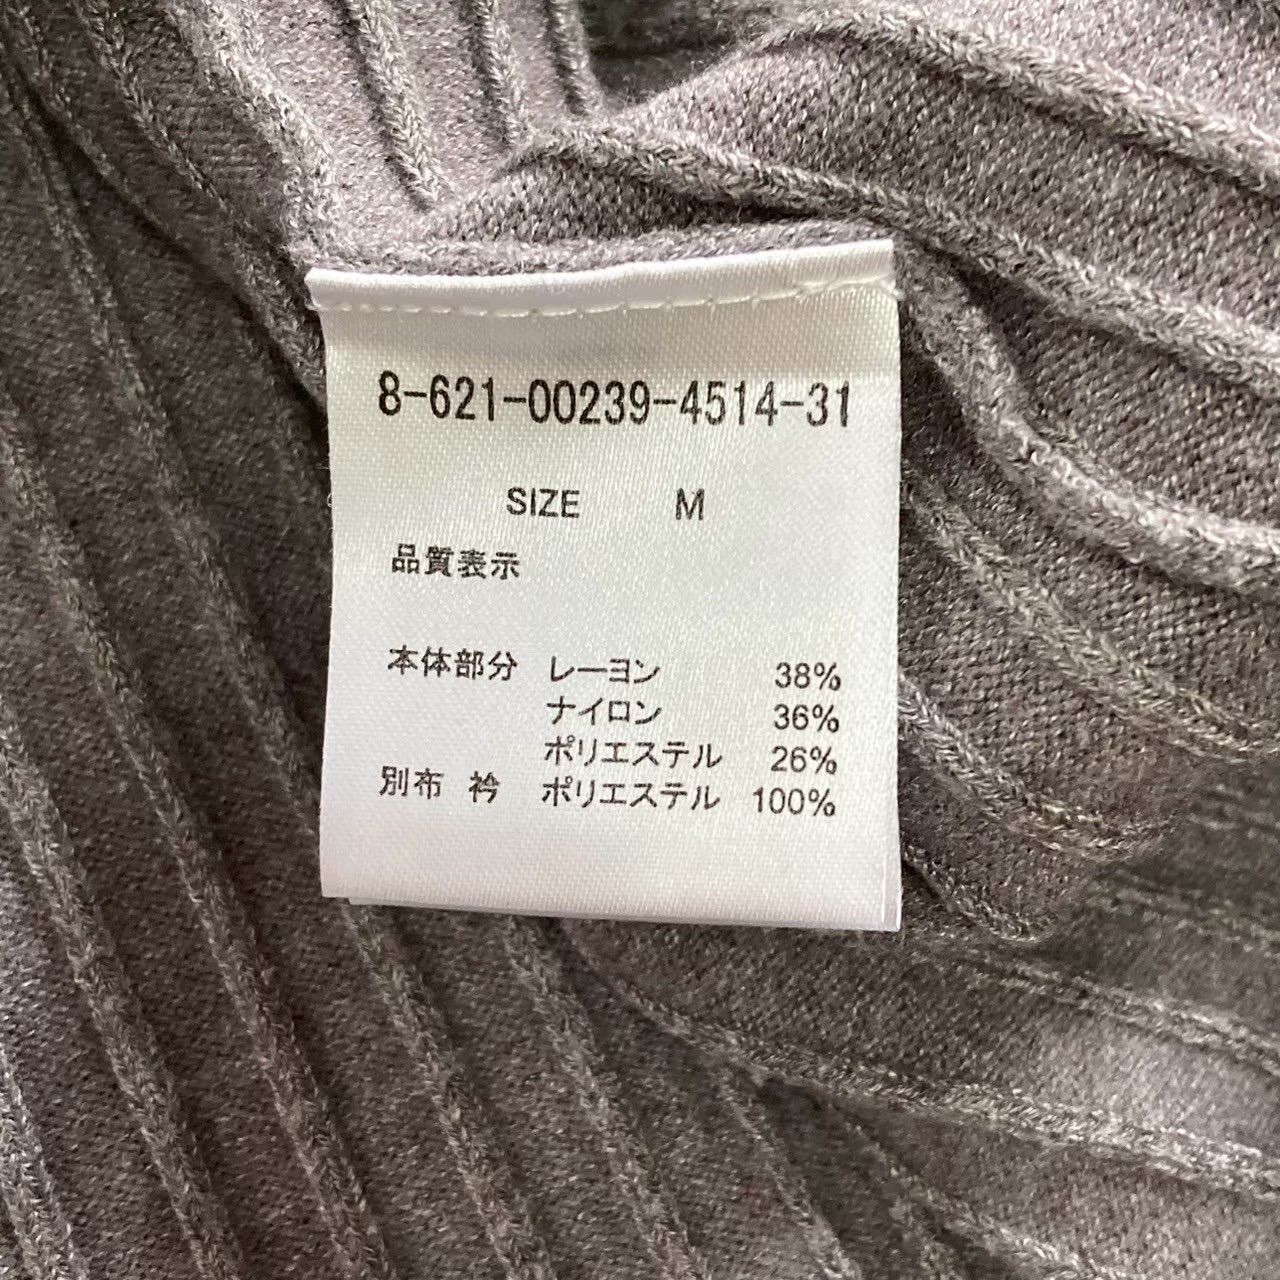 8-621-00239-4514-31
SIZE M
品質表示
本体部分 レーヨン 38%
ナイロン 36%
ポリエステル 26%
別布 衿 ポリエステル 100%